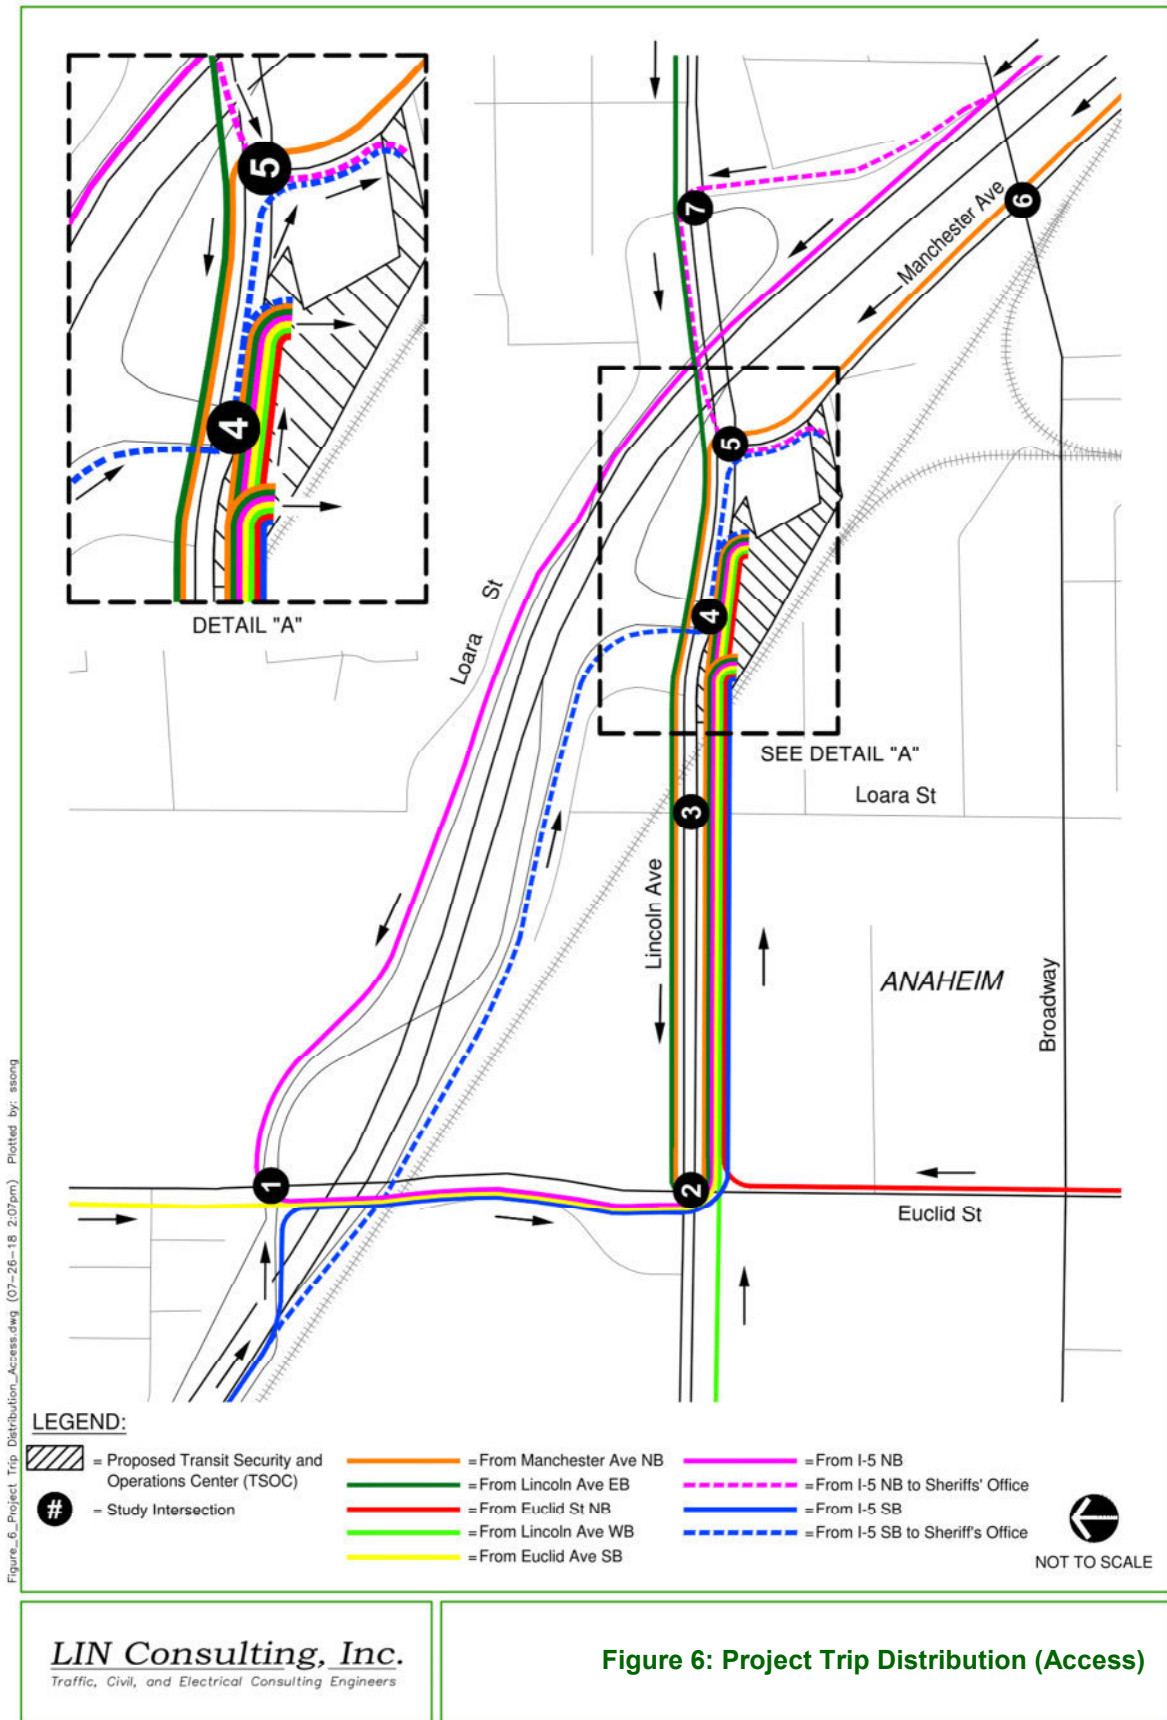 5
4
DETAIL "A"
7
6
Manchester Ave
5
4
Loara St
SEE DETAIL "A"
3
Loara St
Lincoln Ave
ANAHEIM
Broadway
1
2
Euclid St
Figure_6_Project Trip Distribution_Access.dwg (07-26-18 2:07pm) Plotted by: ssong
LEGEND:
= Proposed Transit Security and
Operations Center (TSOC)
# = Study Intersection
=From Manchester Ave NB
=From Lincoln Ave EB
=From Euclid St NB
=From Lincoln Ave WB
=From Euclid Ave SB
=From I-5 NB
=From I-5 NB to Sheriffs' Office
=From I-5 SB
=From I-5 SB to Sheriff's Office
NOT TO SCALE
LIN Consulting, Inc.
Traffic, Civil, and Electrical Consulting Engineers
Figure 6: Project Trip Distribution (Access)